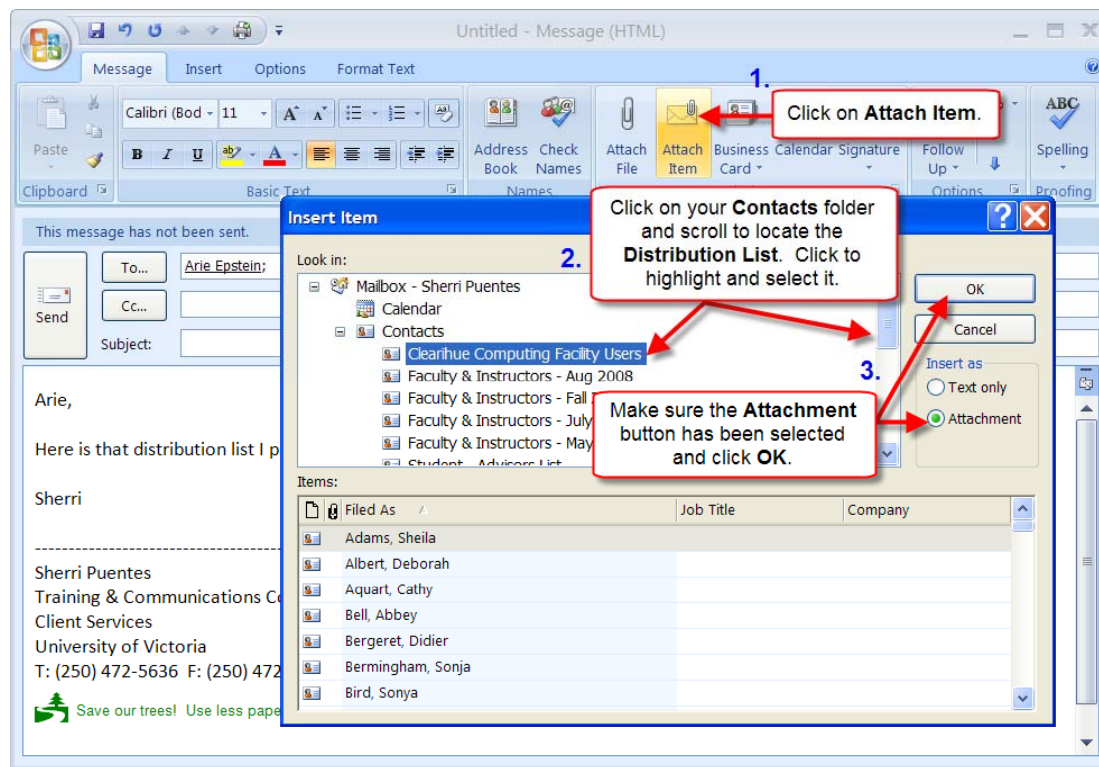 Untitled - Message (HTML)
Message Insert Options Format Text
1.
Click on Attach Item.
Calibri (Bod 11
A A
ABC
Paste
B I U ab A
Address Book
Check Names
Attach File
Attach Item
Business Card
Calendar
Signature
Follow Up
Spelling
Clipboard
Basic Text
Names
Options
Proofing
This message has not been sent.
Send
To...
Arie Epstein;
Cc...
Subject:
Insert Item
Click on your Contacts folder
and scroll to locate the
Distribution List. Click to
highlight and select it.
Look in:
2.
Mailbox - Sherri Puentes
Calendar
Contacts
Clearihue Computing Facility Users
Faculty & Instructors - Aug 2008
Faculty & Instructors - Fall
Faculty & Instructors - July
Faculty & Instructors - May
Student - Advisors List
OK
Cancel
Insert as
Text only
Attachment
3.
Make sure the Attachment
button has been selected
and click OK.
Items:
Filed As Job Title Company
Adams, Sheila
Albert, Deborah
Aquart, Cathy
Bell, Abbey
Bergeret, Didier
Bermingham, Sonja
Bird, Sonya
Arie,
Here is that distribution list I p
Sherri
Sherri Puentes
Training & Communications Co
Client Services
University of Victoria
T: (250) 472-5636 F: (250) 472
Save our trees! Use less pape